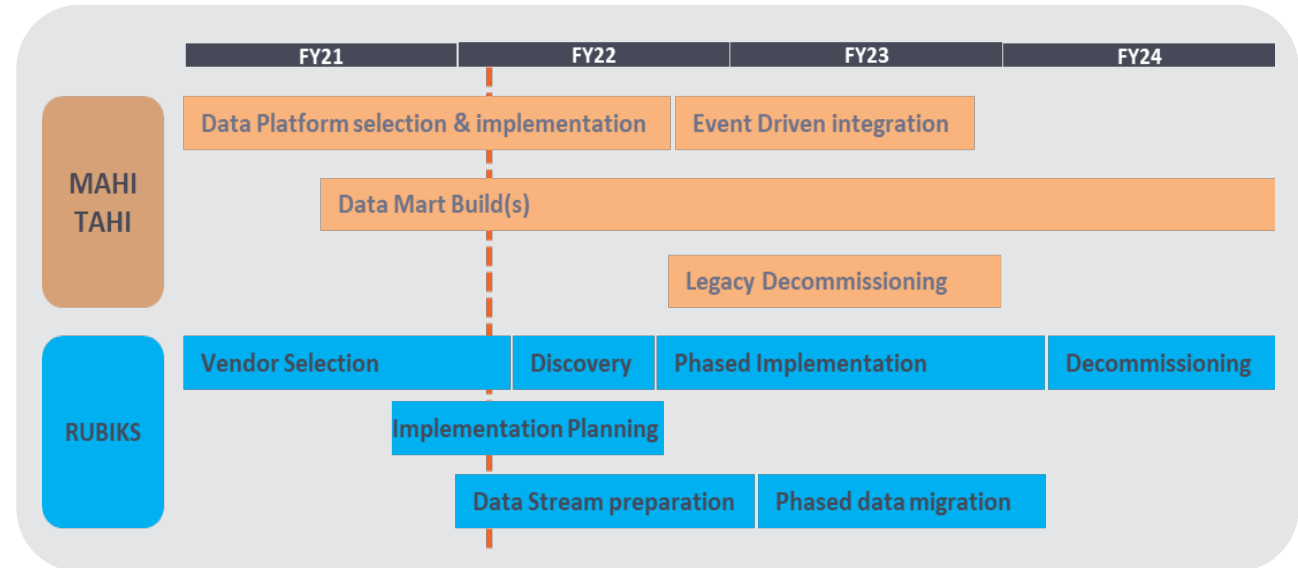 FY21 FY22 FY23 FY24
MAHI
TAHI
Data Platform selection & implementation
Event Driven integration
Data Mart Build(s)
Legacy Decommissioning
RUBIKS
Vendor Selection
Discovery
Phased Implementation
Decommissioning
Implementation Planning
Data Stream preparation
Phased data migration